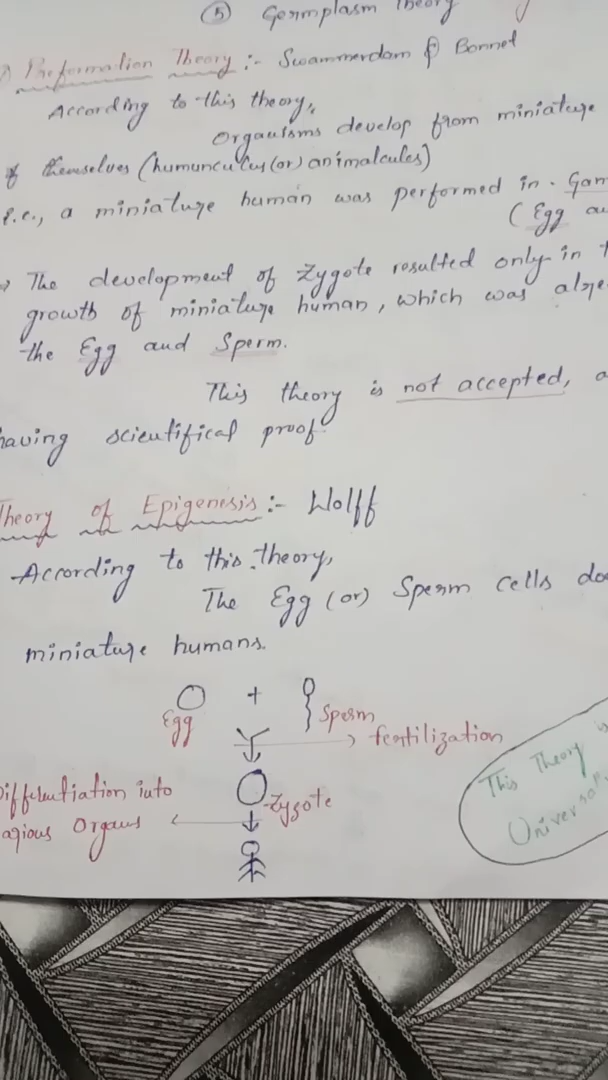 ⑤ Germplasm Theory
Preformation Theory :- Swammerdam & Bonnet
According to this theory,
Organisms develop from miniature
of themselves (humunculus (or) animalcules)
i.e., a miniature human was performed in. Gam
(Egg au
→ The development of Zygote resulted only in t
growth of miniature human, which was alre
the Egg and Sperm.
This theory is not accepted, a
having scientifical proof
Theory of Epigenesis :- Wolff
According to this theory,
The Egg (or) Sperm cells do
miniature humans.
Egg + Sperm
fertilization
Differentiation into
Organs
Zygote
This Theory is
Univers